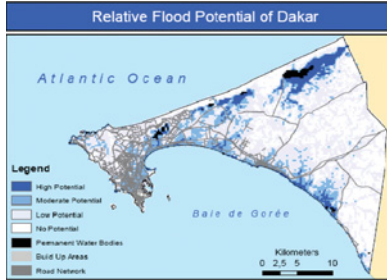 Relative Flood Potential of Dakar
Atlantic Ocean
Legend
High Potential
Moderate Potential
Low Potential
No Potential
Permanent Water Bodies
Build Up Areas
Road Network
Baie de Gorée
Kilometers
0 2,5 5 10